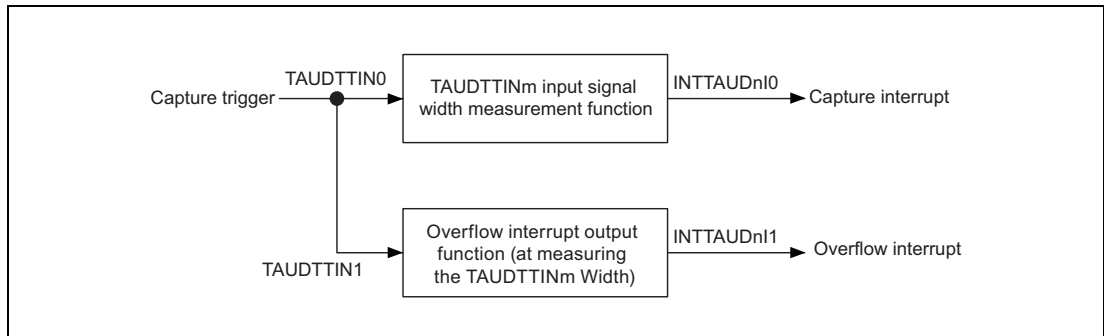 TAUDTTIN0
Capture trigger
TAUDTTINm input signal
width measurement function
INTTAUDnI0
Capture interrupt
TAUDTTIN1
Overflow interrupt output
function (at measuring
the TAUDTTINm Width)
INTTAUDnI1
Overflow interrupt